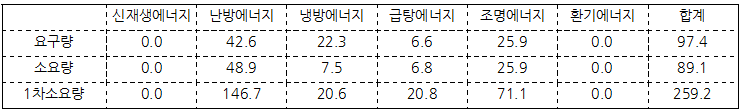 신재생에너지 난방에너지 냉방에너지 급탕에너지 조명에너지 환기에너지 합계
요구량 0.0 42.6 22.3 6.6 25.9 0.0 97.4
소요량 0.0 48.9 7.5 6.8 25.9 0.0 89.1
1차소요량 0.0 146.7 20.6 20.8 71.1 0.0 259.2